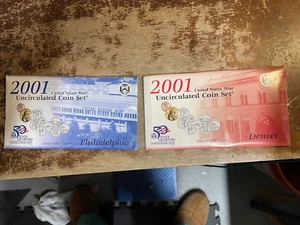 2001
United States Mint
Uncirculated Coin Set
Philadelphia
2001
United States Mint
Uncirculated Coin Set
Denver